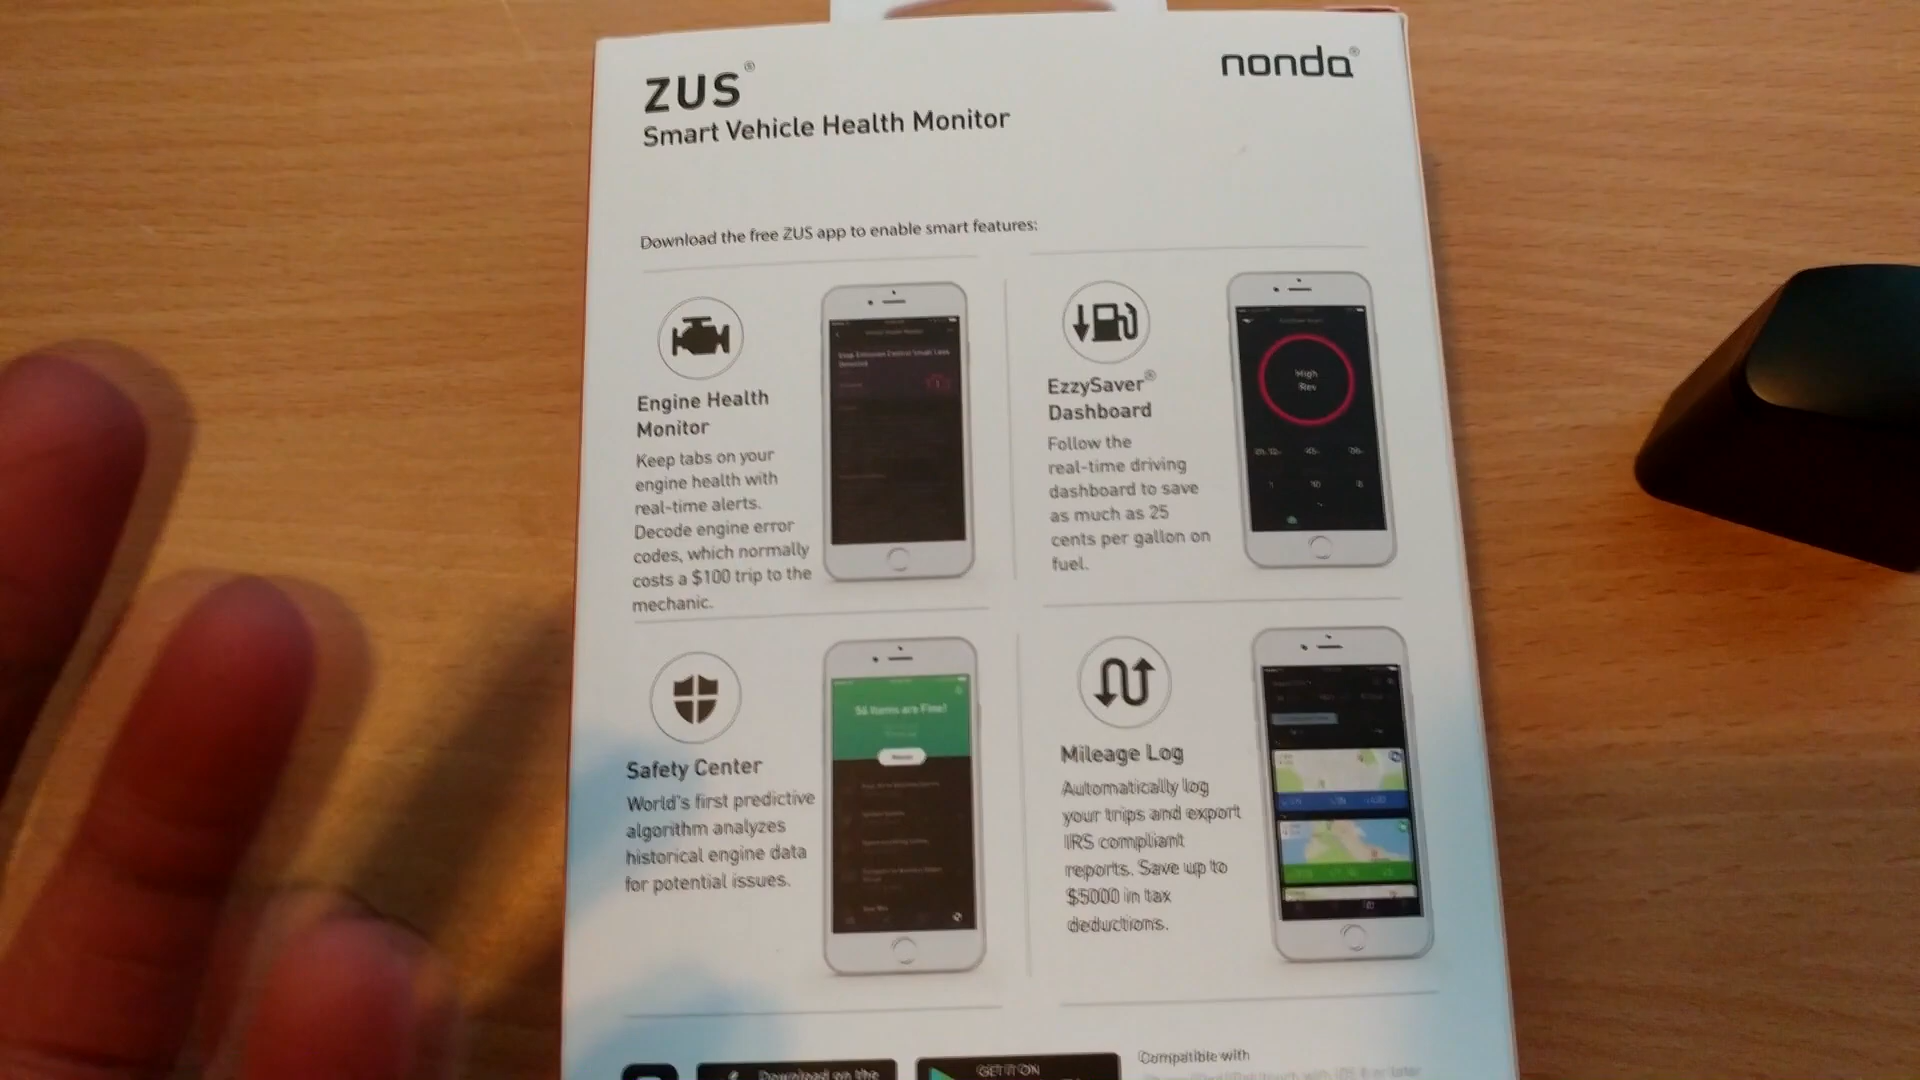 ZUS®
nonda®
Smart Vehicle Health Monitor
Download the free ZUS app to enable smart features:
Engine Health
Monitor
Keep tabs on your
engine health with
real-time alerts.
Decode engine error
codes, which normally
costs a $100 trip to the
mechanic.
EzzySaver®
Dashboard
Follow the
real-time driving
dashboard to save
as much as 25
cents per gallon on
fuel.
High
Rev
Safety Center
World's first predictive
algorithm analyzes
historical engine data
for potential issues.
56 Items are Fine!
Mileage Log
Automatically log
your trips and export
IRS compliant
reports. Save up to
$5000 in tax
deductions.
Download on the
GET IT ON
Compatible with